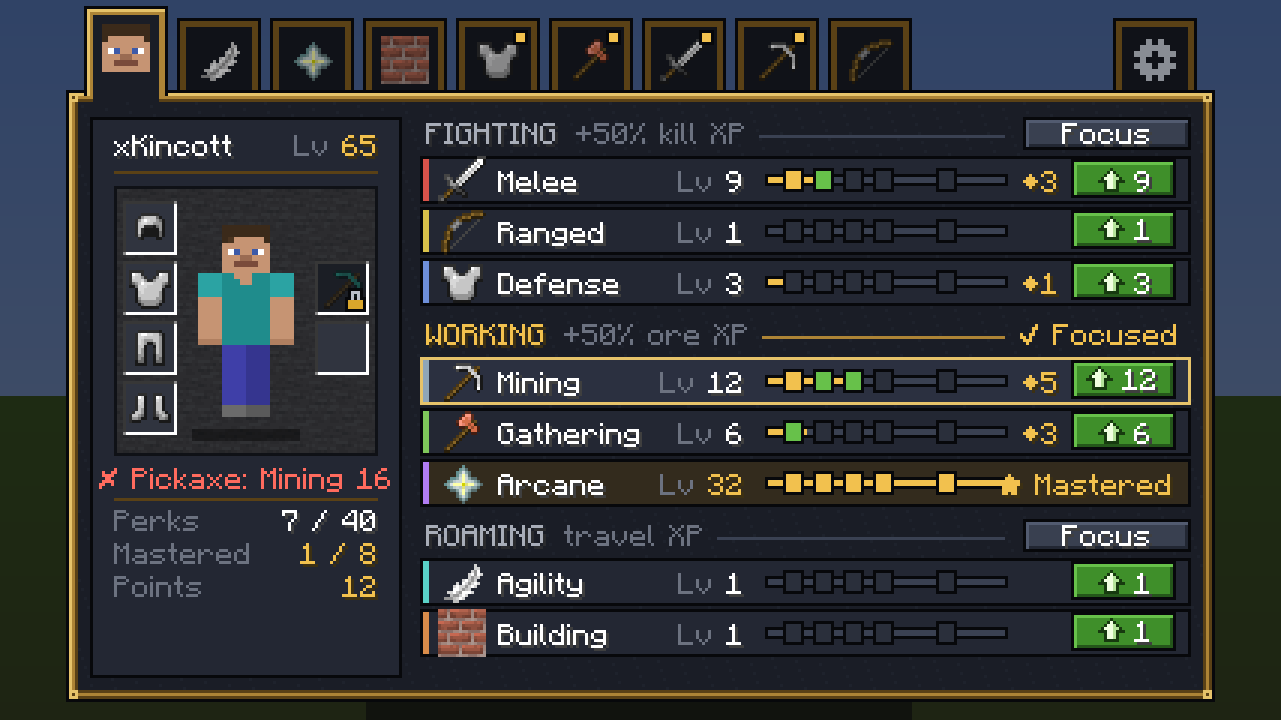 xKincott Lv 65
✘ Pickaxe: Mining 16
Perks 7 / 40
Mastered 1 / 8
Points 12
FIGHTING +50% kill XP Focus
Melee Lv 9 +3 9
Ranged Lv 1 1
Defense Lv 3 +1 3
WORKING +50% ore XP ✓ Focused
Mining Lv 12 +5 12
Gathering Lv 6 +3 6
Arcane Lv 32 Mastered
ROAMING travel XP Focus
Agility Lv 1 1
Building Lv 1 1